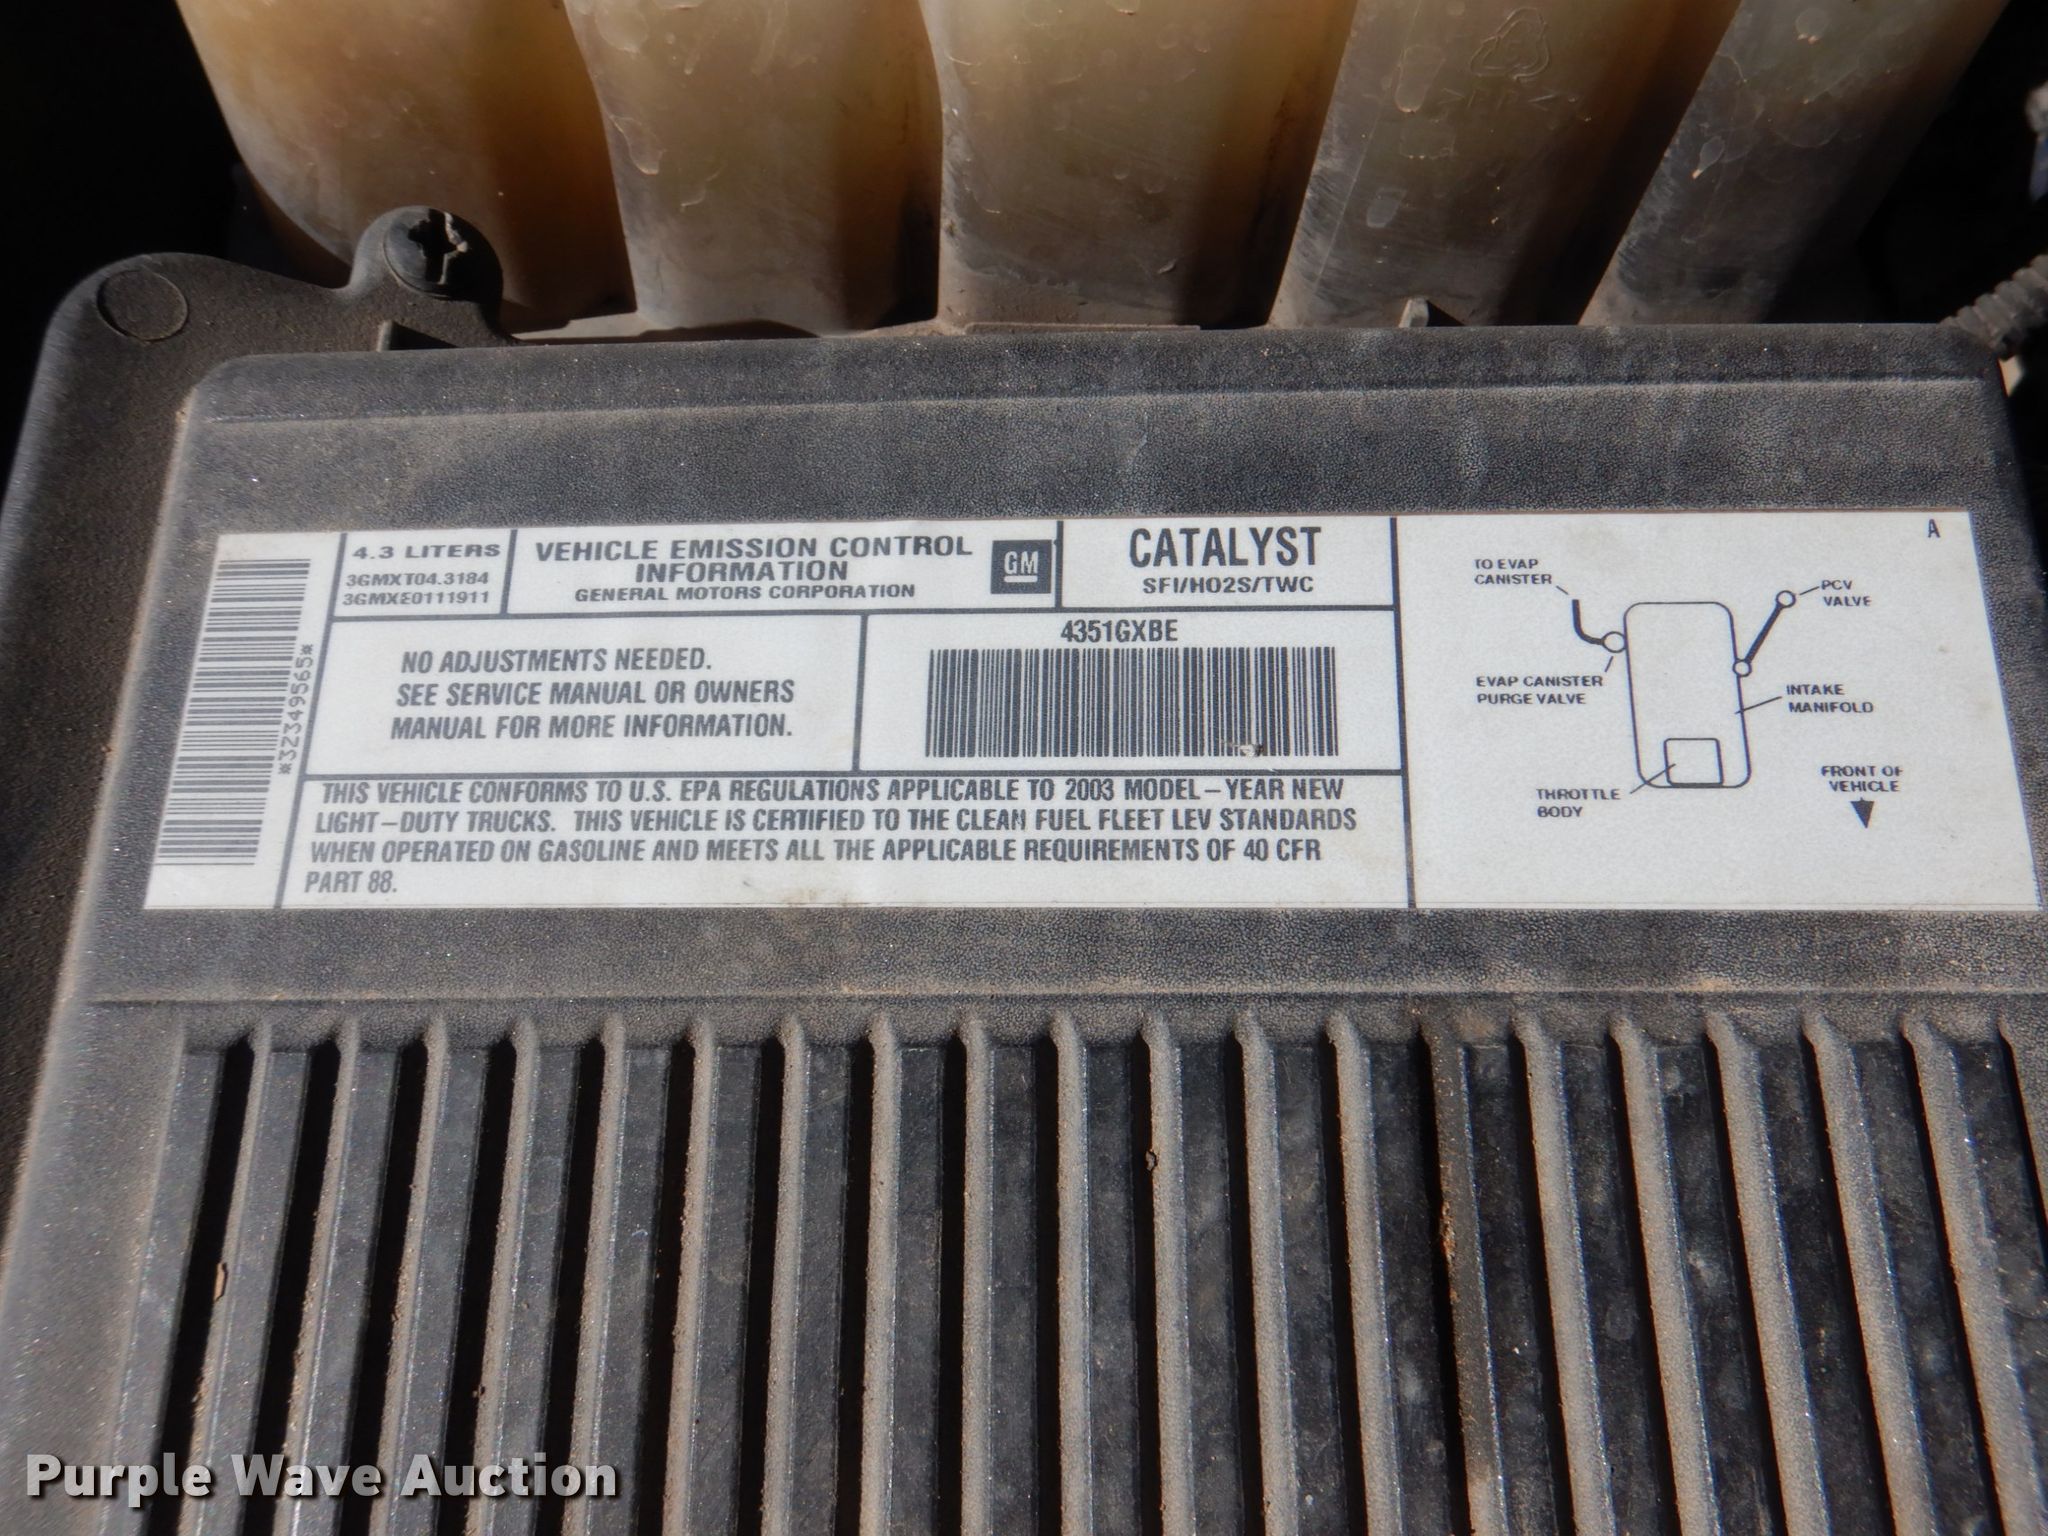 4.3 LITERS
3GMXT04.3184
3GMXE0111911
VEHICLE EMISSION CONTROL
INFORMATION
GENERAL MOTORS CORPORATION
GM
CATALYST
SFI/HO2S/TWC
NO ADJUSTMENTS NEEDED.
SEE SERVICE MANUAL OR OWNERS
MANUAL FOR MORE INFORMATION.
4351GXBE
*32349565*
THIS VEHICLE CONFORMS TO U.S. EPA REGULATIONS APPLICABLE TO 2003 MODEL-YEAR NEW
LIGHT-DUTY TRUCKS. THIS VEHICLE IS CERTIFIED TO THE CLEAN FUEL FLEET LEV STANDARDS
WHEN OPERATED ON GASOLINE AND MEETS ALL THE APPLICABLE REQUIREMENTS OF 40 CFR
PART 88.
A
TO EVAP
CANISTER
PCV
VALVE
EVAP CANISTER
PURGE VALVE
INTAKE
MANIFOLD
THROTTLE
BODY
FRONT OF
VEHICLE
Purple Wave Auction